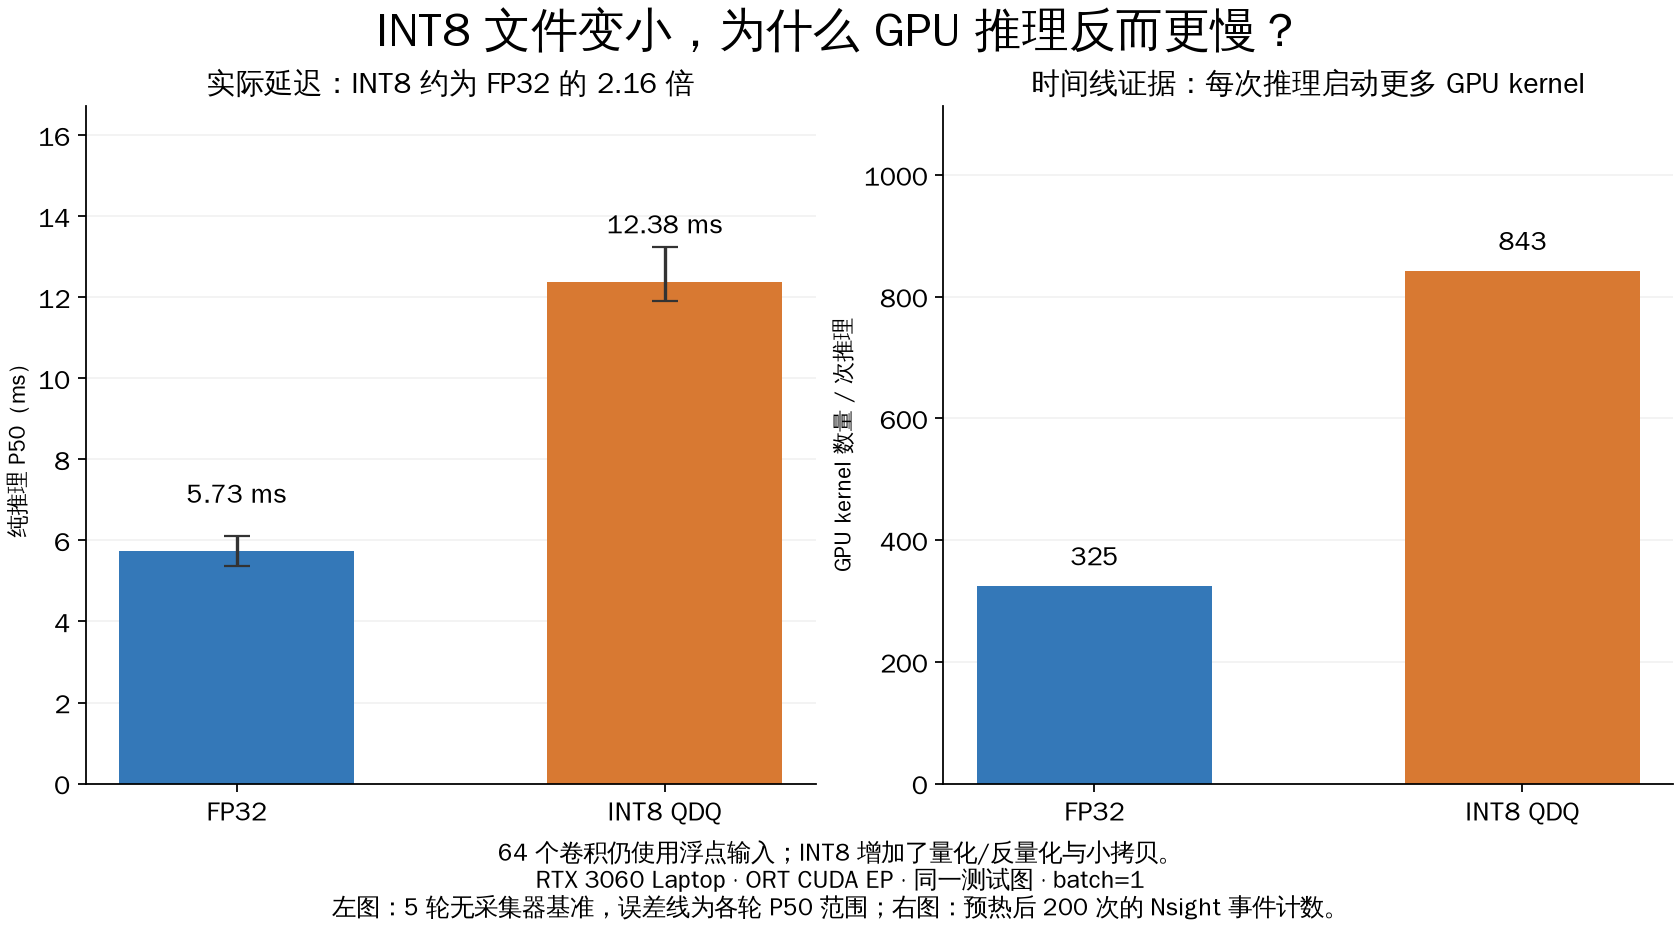 INT8 文件变小，为什么 GPU 推理反而更慢？
实际延迟：INT8 约为 FP32 的 2.16 倍
纯推理 P50（ms）
16
14
12
10
8
6
4
2
0
5.73 ms
12.38 ms
FP32
INT8 QDQ
时间线证据：每次推理启动更多 GPU kernel
GPU kernel 数量 / 次推理
1000
800
600
400
200
0
325
843
FP32
INT8 QDQ
64 个卷积仍使用浮点输入；INT8 增加了量化/反量化与小拷贝。
RTX 3060 Laptop · ORT CUDA EP · 同一测试图 · batch=1
左图：5 轮无采集器基准，误差线为各轮 P50 范围；右图：预热后 200 次的 Nsight 事件计数。